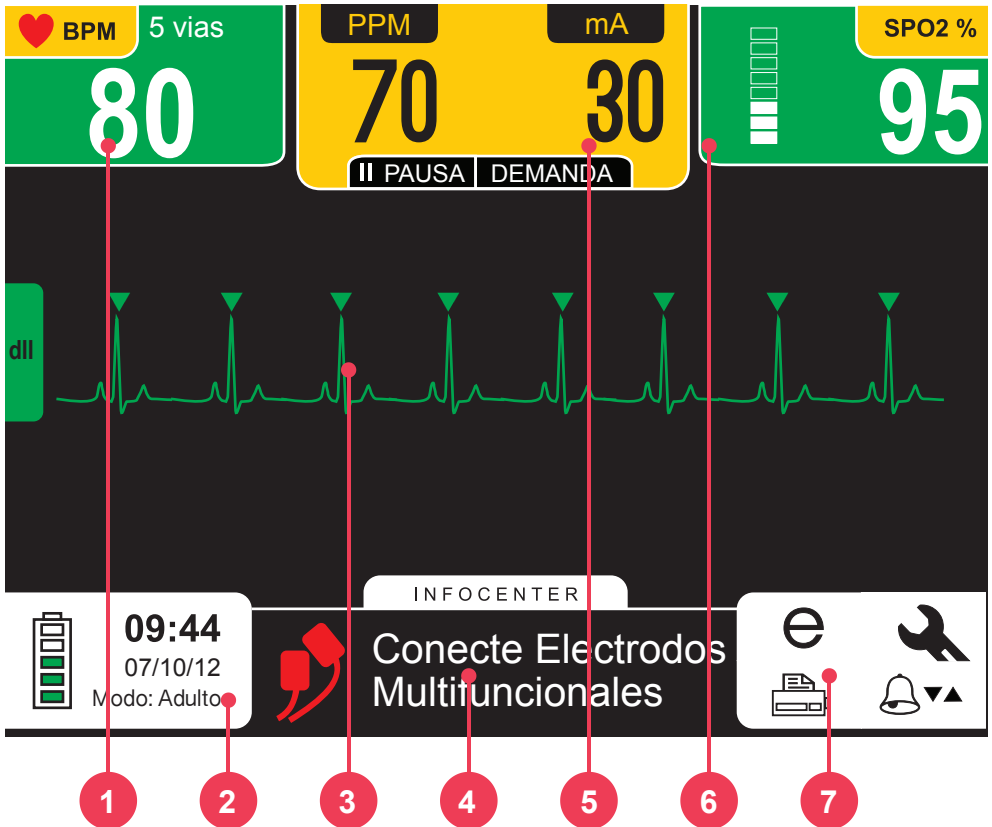 BPM
5 vias
80
PPM
mA
70
30
PAUSA
DEMANDA
SPO2 %
95
dII
INFOCENTER
09:44
07/10/12
Modo: Adulto
Conecte Electrodos
Multifuncionales
e
1
2
3
4
5
6
7